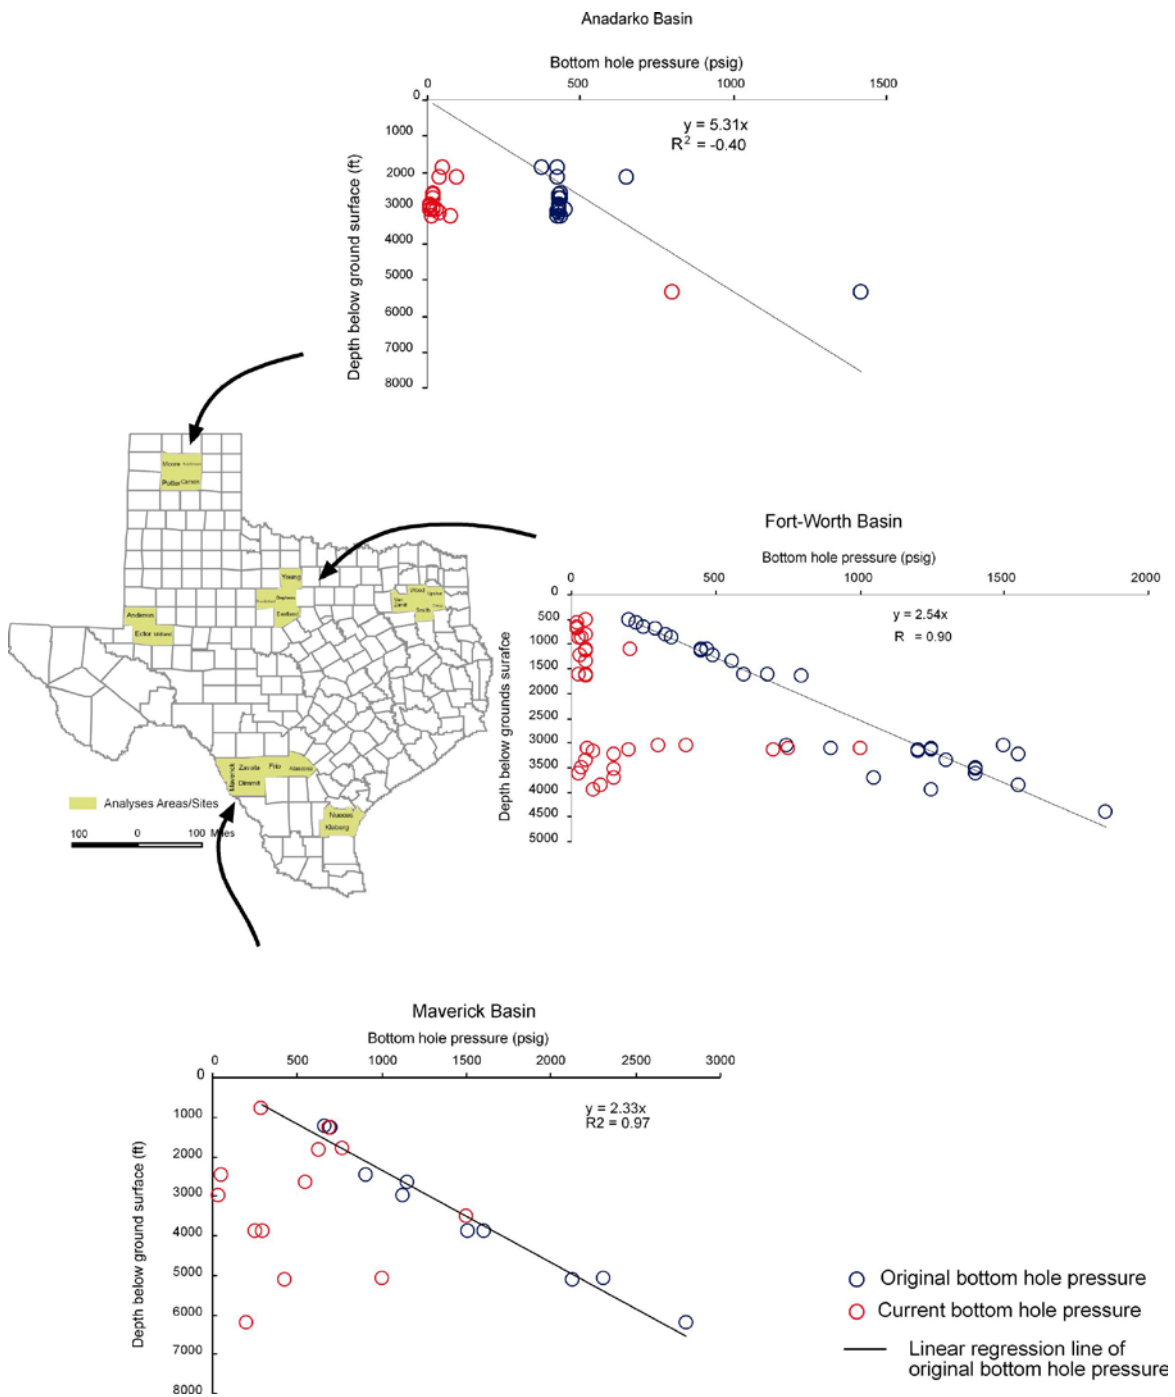 Anadarko Basin
Bottom hole pressure (psig)
0
500
1000
1500
0
1000
2000
3000
4000
5000
6000
7000
8000
Depth below ground surface (ft)
y = 5.31x
R² = -0.40
Moore
Potter Carson
Young
Stephens
Eastland
Andrews
Ector Midland
Wood Upshur
Van Zandt
Smith
Maverick
Zavala Frio Atascosa
Dimmit
Nueces
Kleberg
Analyses Areas/Sites
100 0 100 Miles
Fort-Worth Basin
Bottom hole pressure (psig)
0
500
1000
1500
2000
0
500
1000
1500
2000
2500
3000
3500
4000
4500
5000
Depth below grounds surafce
y = 2.54x
R = 0.90
Maverick Basin
Bottom hole pressure (psig)
0
500
1000
1500
2000
2500
3000
0
1000
2000
3000
4000
5000
6000
7000
8000
Depth below ground surface (ft)
y = 2.33x
R2 = 0.97
Original bottom hole pressure
Current bottom hole pressure
Linear regression line of
original bottom hole pressure